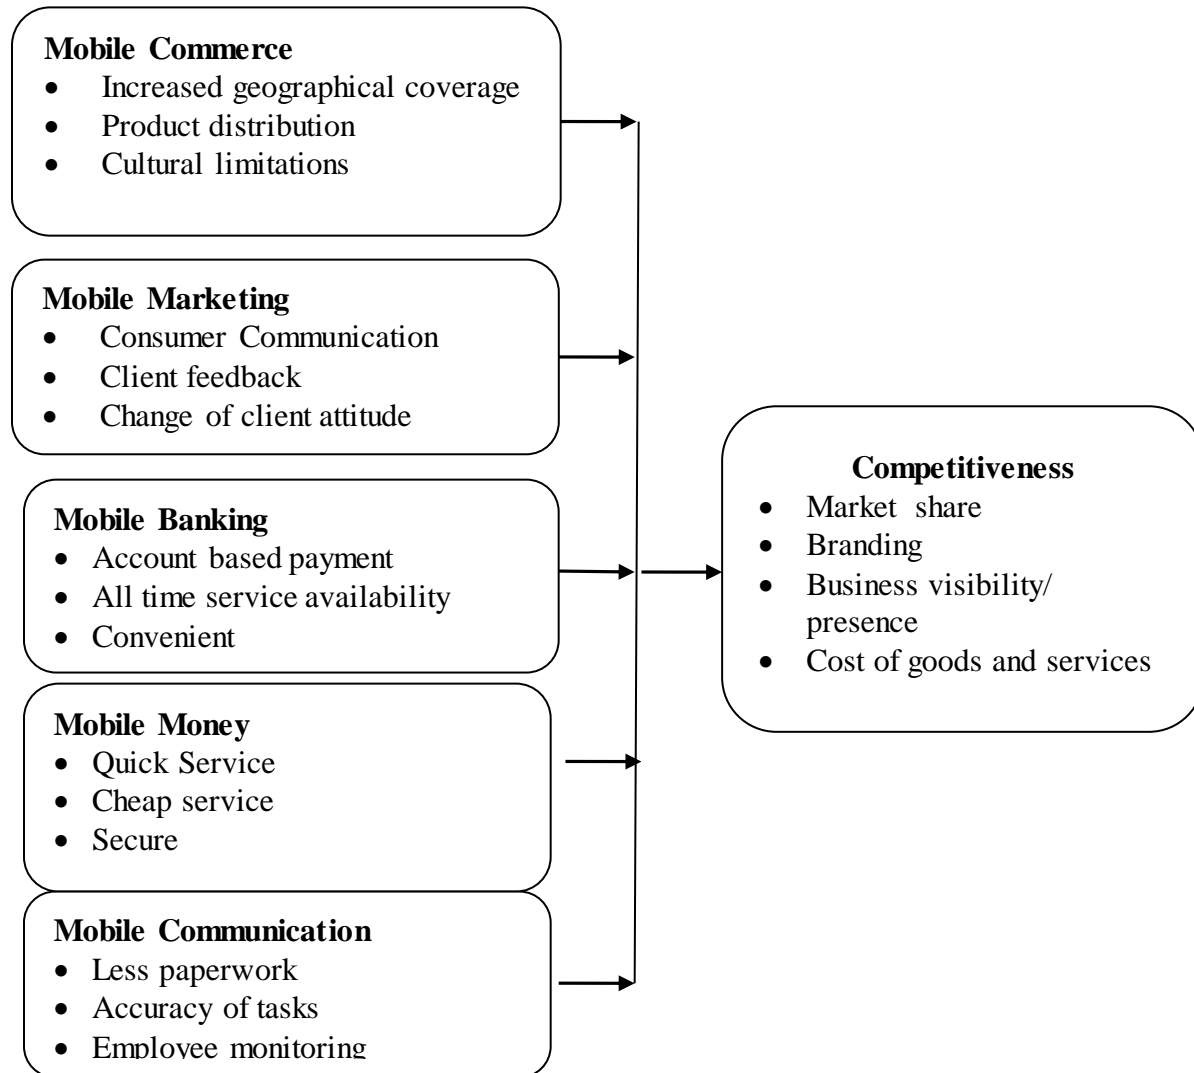 Mobile Commerce
• Increased geographical coverage
• Product distribution
• Cultural limitations
Mobile Marketing
• Consumer Communication
• Client feedback
• Change of client attitude
Mobile Banking
• Account based payment
• All time service availability
• Convenient
Mobile Money
• Quick Service
• Cheap service
• Secure
Mobile Communication
• Less paperwork
• Accuracy of tasks
• Employee monitoring
Competitiveness
• Market share
• Branding
• Business visibility/
presence
• Cost of goods and services